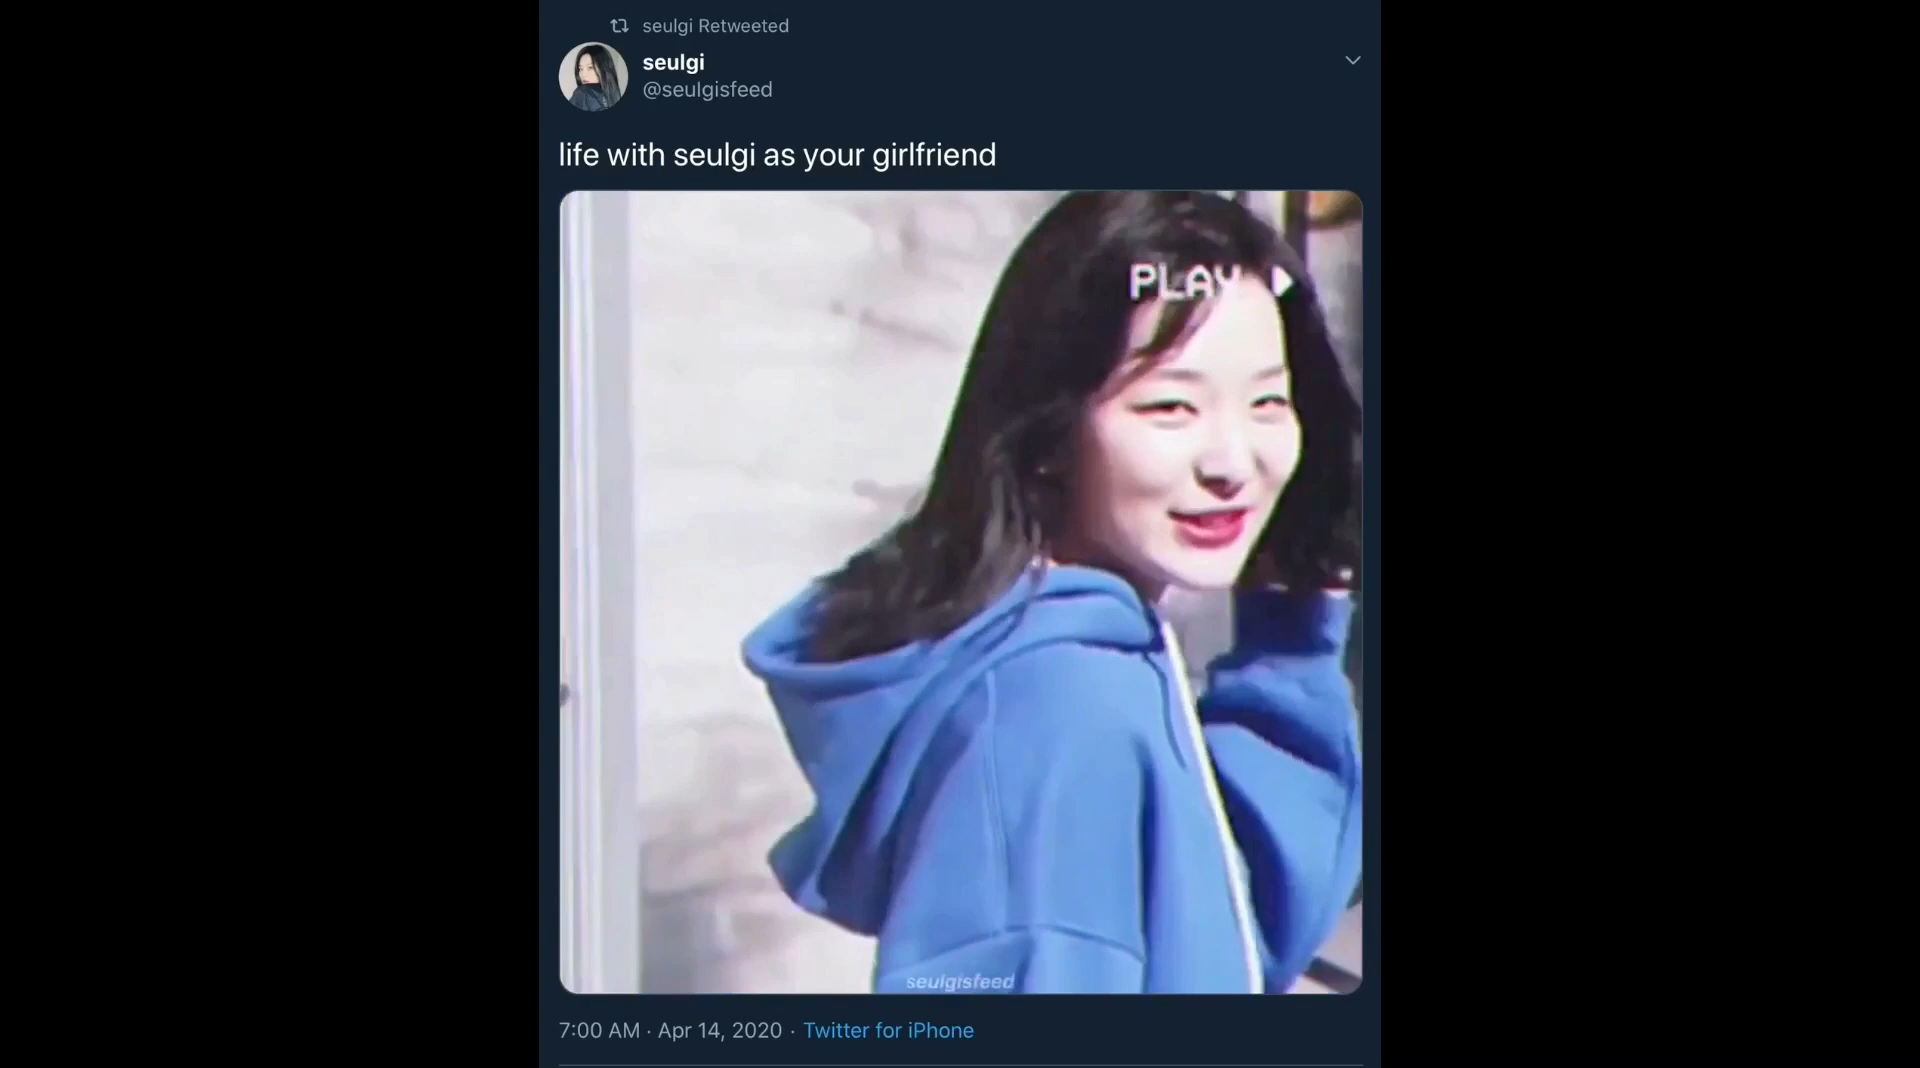 seulgi Retweeted
seulgi
@seulgisfeed
life with seulgi as your girlfriend
PLAY
seulgisfeed
7:00 AM · Apr 14, 2020 · Twitter for iPhone